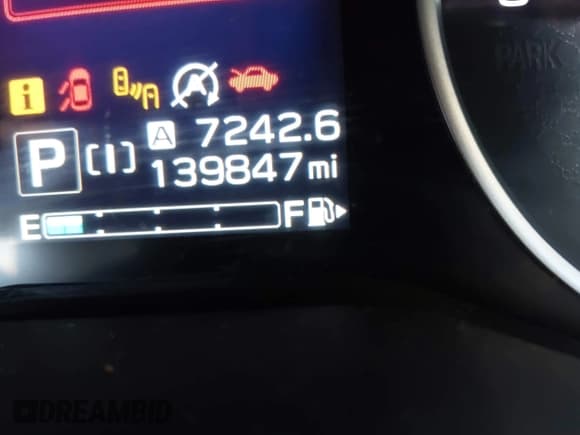 PARK
i A A
A 7242.6
P [I] 139847 mi
E F
DREAMBID